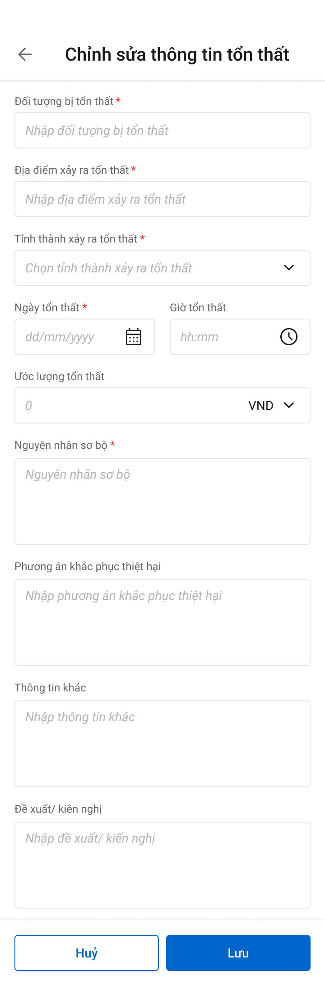 Chỉnh sửa thông tin tổn thất
Đối tượng bị tổn thất *
Nhập đối tượng bị tổn thất
Địa điểm xảy ra tổn thất *
Nhập địa điểm xảy ra tổn thất
Tỉnh thành xảy ra tổn thất *
Chọn tỉnh thành xảy ra tổn thất
Ngày tổn thất *
Giờ tổn thất
dd/mm/yyyy
hh:mm
Ước lượng tổn thất
0
VND
Nguyên nhân sơ bộ *
Nguyên nhân sơ bộ
Phương án khắc phục thiệt hại
Nhập phương án khắc phục thiệt hại
Thông tin khác
Nhập thông tin khác
Đề xuất/ kiên nghị
Nhập đề xuất/ kiến nghị
Huỷ
Lưu